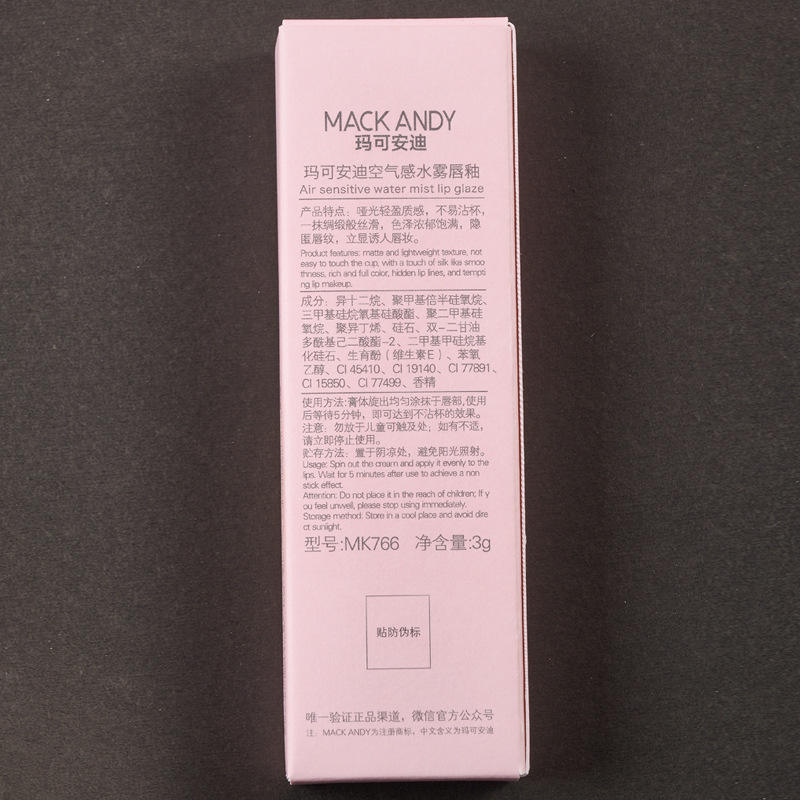 MACK ANDY
玛可安迪
玛可安迪空气感水雾唇釉
Air sensitive water mist lip glaze
产品特点：哑光轻盈质感，不易沾杯，
一抹绸缎般丝滑，色泽浓郁饱满，隐
匿唇纹，立显诱人唇妆。
Product features: matte and lightweight texture, not
easy to touch the cup, with a touch of silk like smoo
thness, rich and full color, hidden lip lines, and tempti
ng lip makeup.
成分：异十二烷、聚甲基倍半硅氧烷、
三甲基硅烷氧基硅酸酯、聚二甲基硅
氧烷、聚异丁烯、硅石、双-二甘油
多酰基己二酸酯-2、二甲基甲硅烷基
化硅石、生育酚（维生素E）、苯氧
乙醇、CI 45410、CI 19140、CI 77891、
CI 15850、CI 77499、香精
使用方法:膏体旋出均匀涂抹于唇部,使用
后等待5分钟，即可达到不沾杯的效果。
注意：勿放于儿童可触及处；如有不适，
请立即停止使用。
贮存方法：置于阴凉处，避免阳光照射。
Usage: Spin out the cream and apply it evenly to the
lips. Wait for 5 minutes after use to achieve a non
stick effect.
Attention: Do not place it in the reach of children; If y
ou feel unwell, please stop using immediately.
Storage method: Store in a cool place and avoid dire
ct sunlight.
型号:MK766 净含量:3g
贴防伪标
唯一验证正品渠道，微信官方公众号
注：MACK ANDY为注册商标，中文含义为玛可安迪